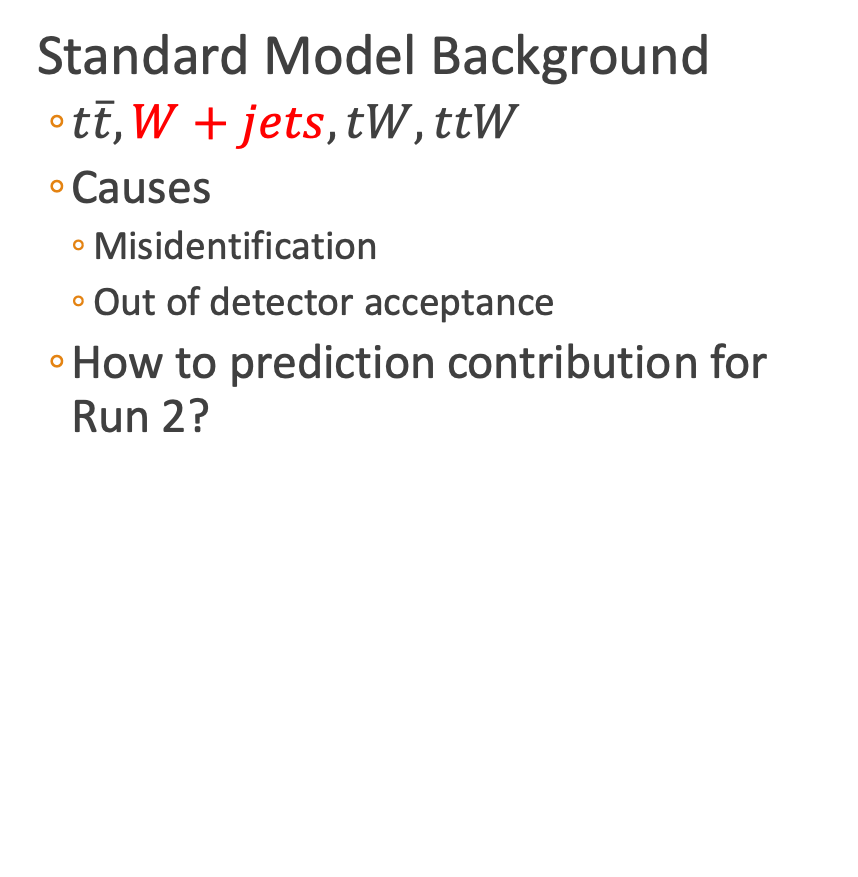 Standard Model Background
◦ tt̄, W + jets, tW, ttW
◦ Causes
◦ Misidentification
◦ Out of detector acceptance
◦ How to prediction contribution for
Run 2?